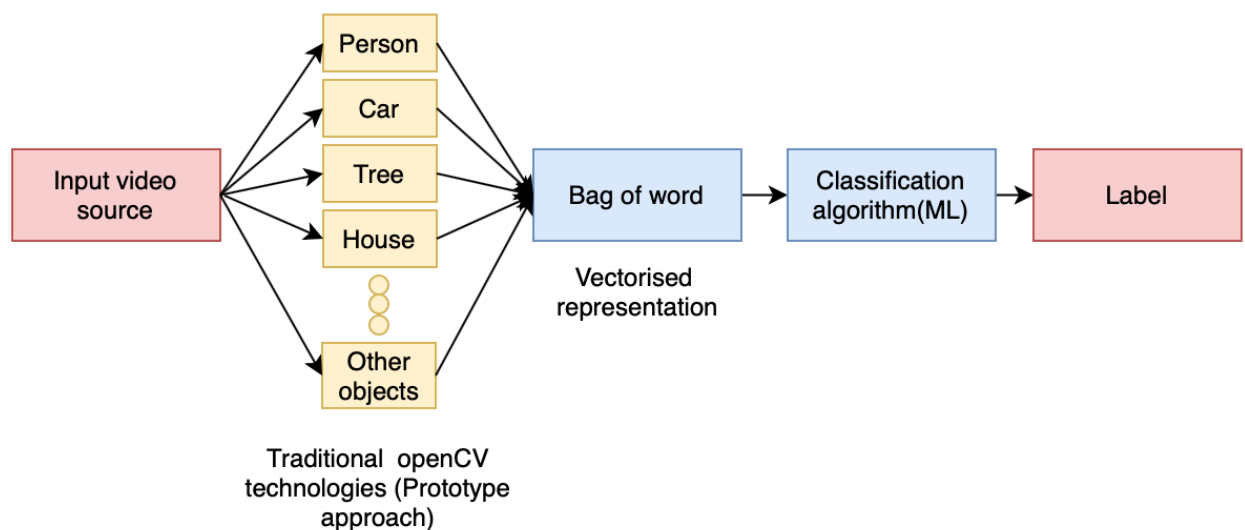 Person
Car
Tree
House
Other
objects
Input video
source
Bag of word
Classification
algorithm(ML)
Label
Vectorised
representation
Traditional openCV
technologies (Prototype
approach)